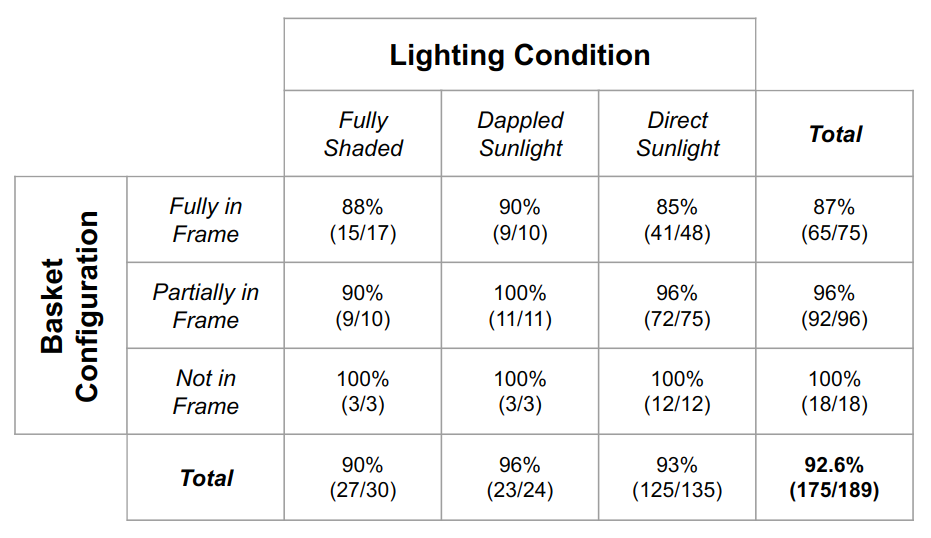 Lighting Condition
Fully
Shaded
Dappled
Sunlight
Direct
Sunlight
Total
Basket
Configuration
Fully in
Frame
88%
(15/17)
90%
(9/10)
85%
(41/48)
87%
(65/75)
Partially in
Frame
90%
(9/10)
100%
(11/11)
96%
(72/75)
96%
(92/96)
Not in
Frame
100%
(3/3)
100%
(3/3)
100%
(12/12)
100%
(18/18)
Total
90%
(27/30)
96%
(23/24)
93%
(125/135)
92.6%
(175/189)